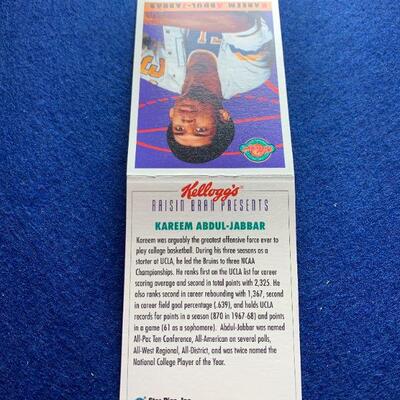 KAREEM ABDUL-JABBAR
Kellogg's
RAISIN BRAN PRESENTS
KAREEM ABDUL-JABBAR
Kareem was arguably the greatest offensive force ever to
play college basketball. During his three seasons as a
starter at UCLA, he led the Bruins to three NCAA
Championships. He ranks first on the UCLA list for career
scoring average and second in total points with 2,325. He
also ranks second in career rebounding with 1,367, second
in career field goal percentage (.639), and holds UCLA
records for points in a season (870 in 1967-68) and points
in a game (61 as a sophomore). Abdul-Jabbar was named
All-Pac Ten Conference, All-American on several polls,
All-West Regional, All-District, and was twice named the
National College Player of the Year.
Star Pics, Inc.